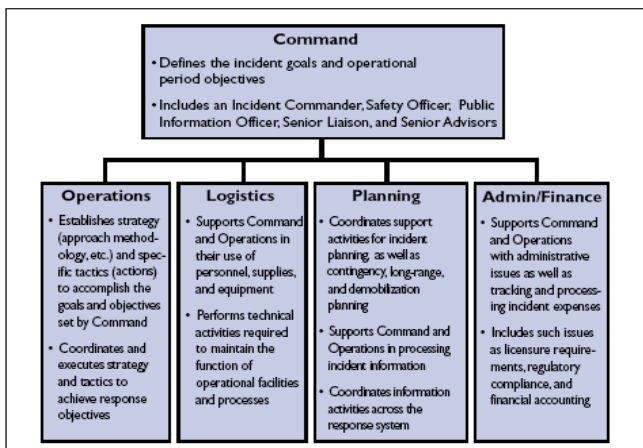 Command
• Defines the incident goals and operational
period objectives
• Includes an Incident Commander, Safety Officer, Public
Information Officer, Senior Liaison, and Senior Advisors
Operations
• Establishes strategy
(approach method-
ology, etc.) and spec-
ific tactics (actions)
to accomplish the
goals and objectives
set by Command
• Coordinates and
executes strategy
and tactics to
achieve response
objectives
Logistics
• Supports Command
and Operations in
their use of
personnel, supplies,
and equipment
• Performs technical
activities required
to maintain the
function of
operational facilities
and processes
Planning
• Coordinates support
activities for incident
planning, as well as
contingency, long-range,
and demobilization
planning
• Supports Command and
Operations in processing
incident information
• Coordinates information
activities across the
response system
Admin/Finance
• Supports Command
and Operations
with administrative
issues as well as
tracking and process-
ing incident expenses
• Includes such issues
as licensure require-
ments, regulatory
compliance, and
financial accounting